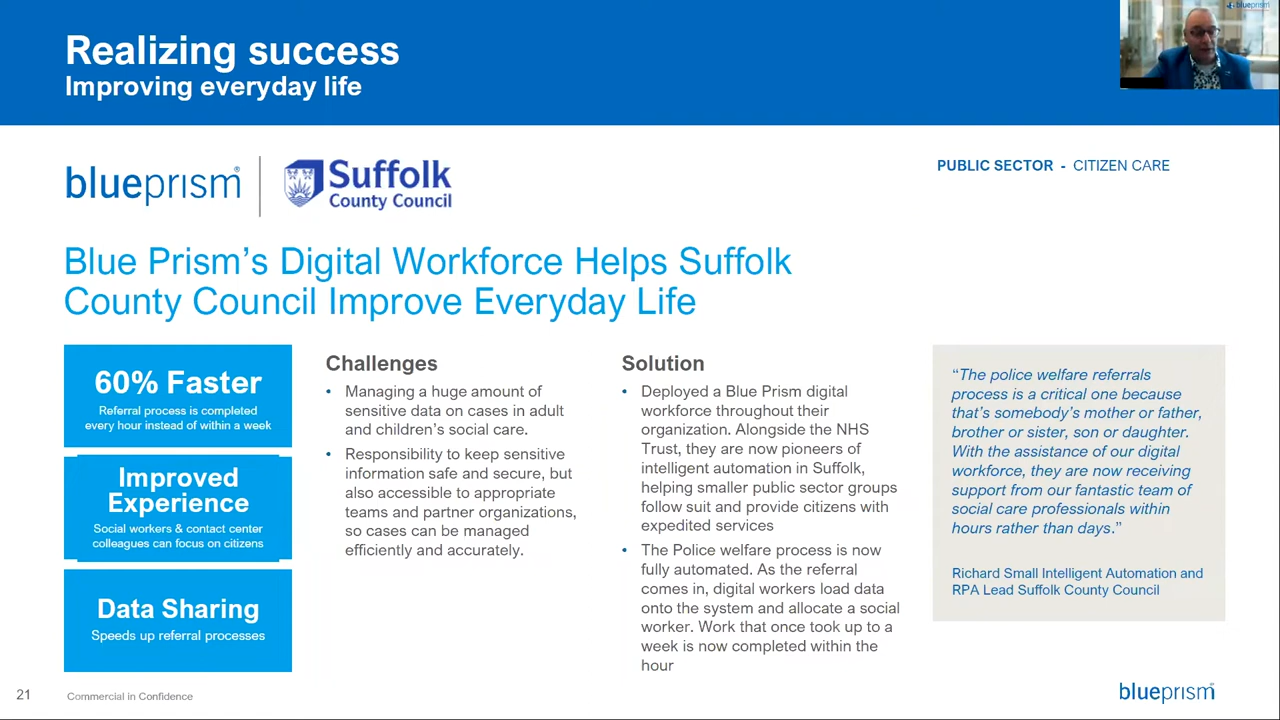 Realizing success
Improving everyday life
blueprism
blueprism®
Suffolk
County Council
PUBLIC SECTOR - CITIZEN CARE
Blue Prism’s Digital Workforce Helps Suffolk
County Council Improve Everyday Life
60% Faster
Referral process is completed
every hour instead of within a week
Improved
Experience
Social workers & contact center
colleagues can focus on citizens
Data Sharing
Speeds up referral processes
Challenges
• Managing a huge amount of
sensitive data on cases in adult
and children’s social care.
• Responsibility to keep sensitive
information safe and secure, but
also accessible to appropriate
teams and partner organizations,
so cases can be managed
efficiently and accurately.
Solution
• Deployed a Blue Prism digital
workforce throughout their
organization. Alongside the NHS
Trust, they are now pioneers of
intelligent automation in Suffolk,
helping smaller public sector groups
follow suit and provide citizens with
expedited services
• The Police welfare process is now
fully automated. As the referral
comes in, digital workers load data
onto the system and allocate a social
worker. Work that once took up to a
week is now completed within the
hour
“The police welfare referrals
process is a critical one because
that’s somebody’s mother or father,
brother or sister, son or daughter.
With the assistance of our digital
workforce, they are now receiving
support from our fantastic team of
social care professionals within
hours rather than days.”
Richard Small Intelligent Automation and
RPA Lead Suffolk County Council
21
Commercial in Confidence
blueprism®